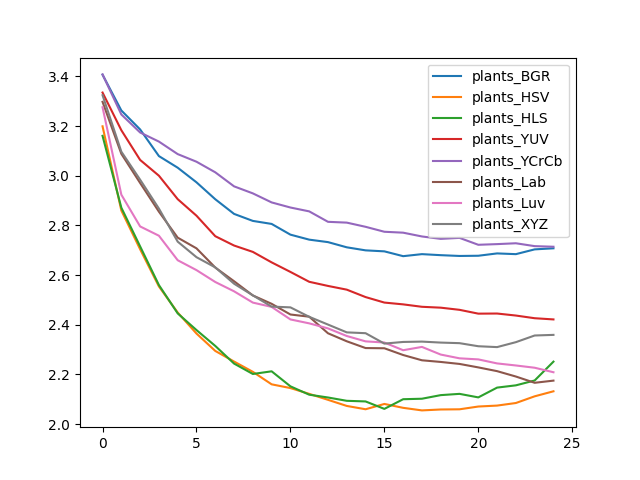 3.4
3.2
3.0
2.8
2.6
2.4
2.2
2.0
0 5 10 15 20 25
plants_BGR
plants_HSV
plants_HLS
plants_YUV
plants_YCrCb
plants_Lab
plants_Luv
plants_XYZ